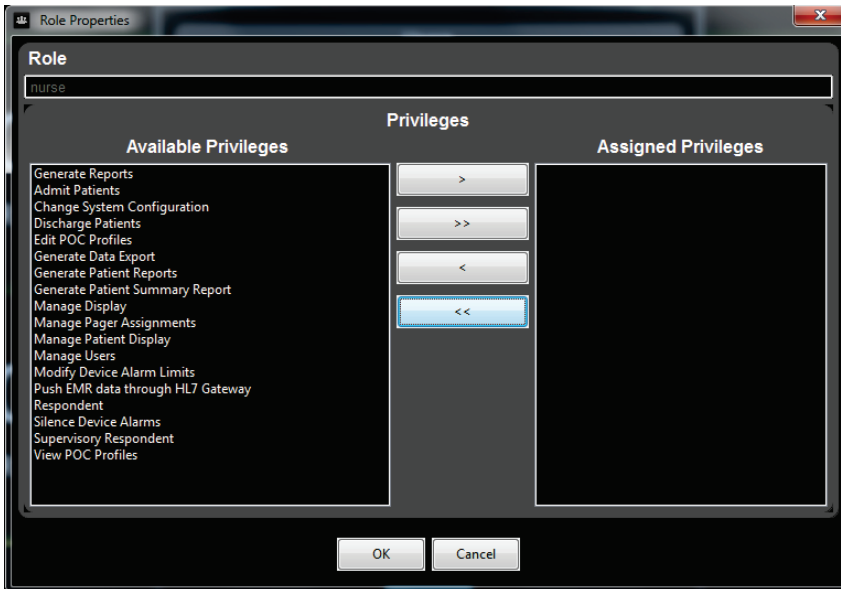 Role Properties
Role
nurse
Privileges
Available Privileges
Assigned Privileges
Generate Reports
Admit Patients
Change System Configuration
Discharge Patients
Edit POC Profiles
Generate Data Export
Generate Patient Reports
Generate Patient Summary Report
Manage Display
Manage Pager Assignments
Manage Patient Display
Manage Users
Modify Device Alarm Limits
Push EMR data through HL7 Gateway
Respondent
Silence Device Alarms
Supervisory Respondent
View POC Profiles
>
>>
<
<<
OK
Cancel